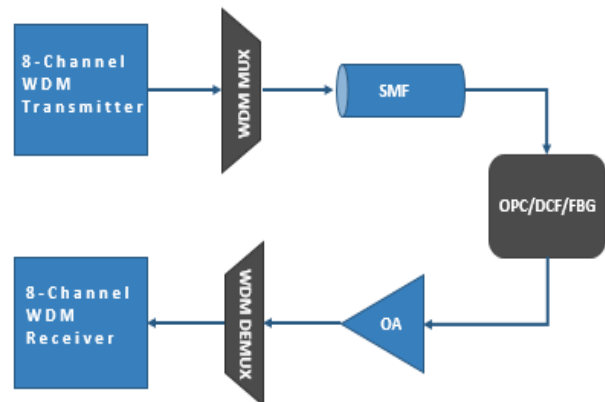 8-Channel
WDM
Transmitter
WDM MUX
SMF
OPC/DCF/FBG
8-Channel
WDM
Receiver
WDM DEMUX
OA